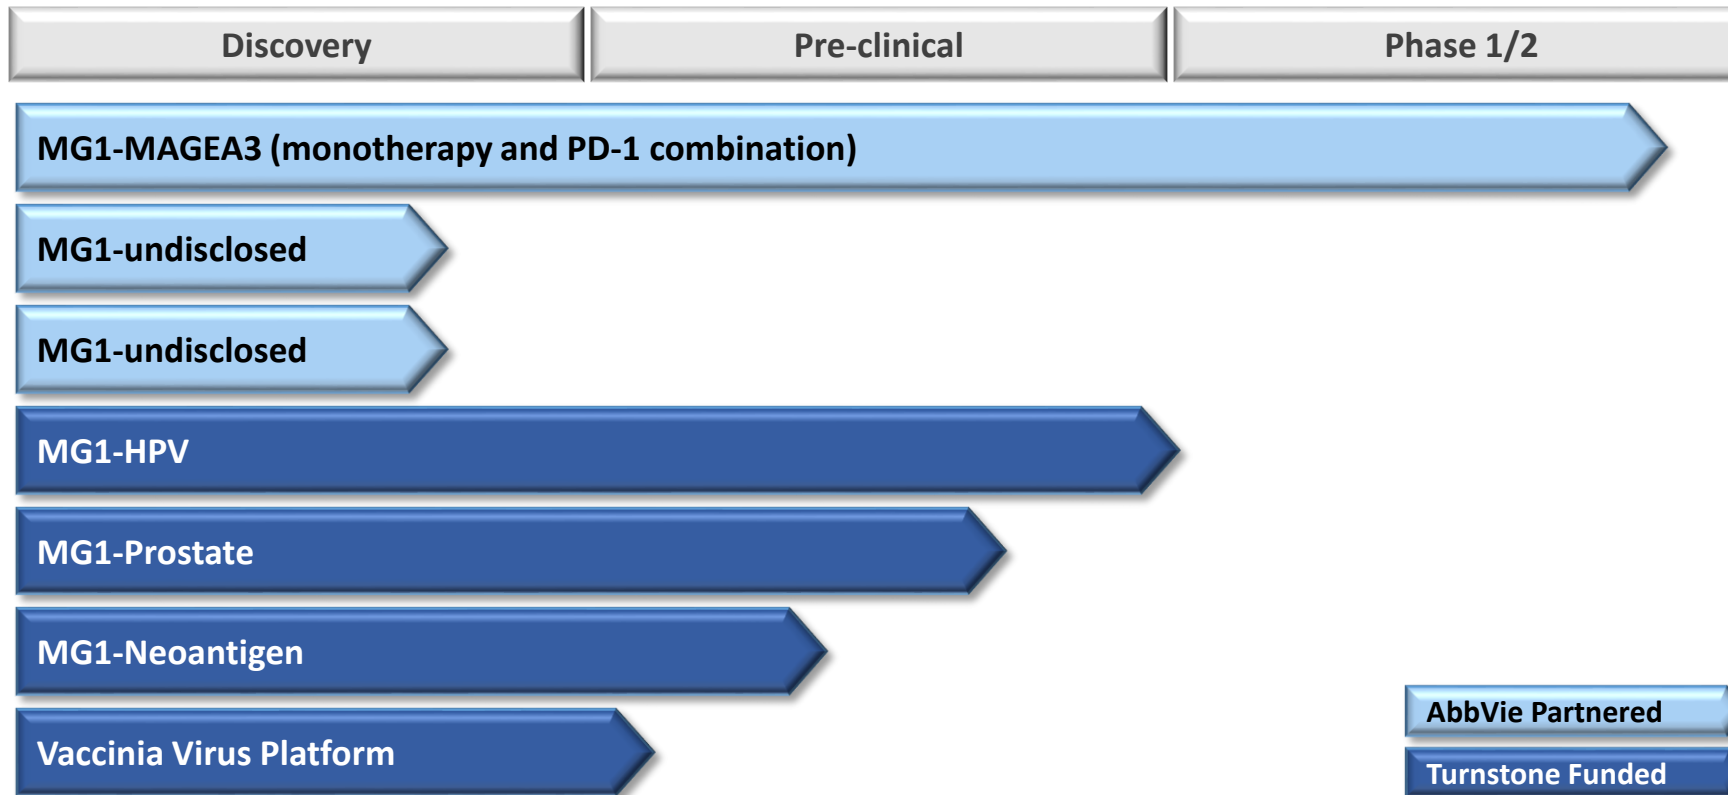 Discovery
Pre-clinical
Phase 1/2
MG1-MAGEA3 (monotherapy and PD-1 combination)
MG1-undisclosed
MG1-undisclosed
MG1-HPV
MG1-Prostate
MG1-Neoantigen
Vaccinia Virus Platform
AbbVie Partnered
Turnstone Funded